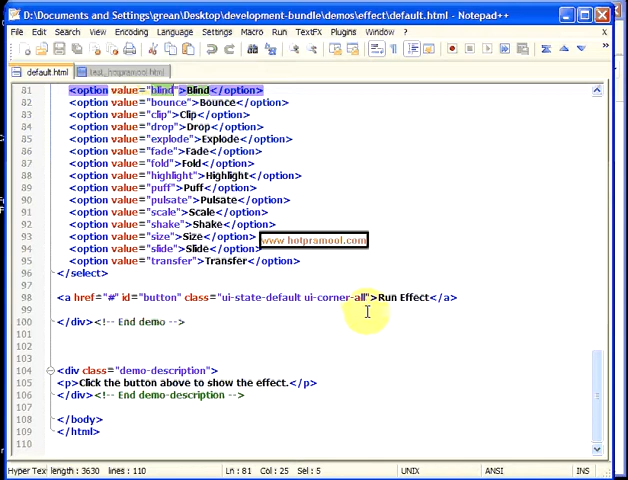 D:\Documents and Settings\grean\Desktop\development-bundle\demos\effect\default.html - Notepad++
File Edit Search View Encoding Language Settings Macro Run TextFX Plugins Window ? X
default.html test_hotpramool.html
81 <option value="blind">Blind</option>
82 <option value="bounce">Bounce</option>
83 <option value="clip">Clip</option>
84 <option value="drop">Drop</option>
85 <option value="explode">Explode</option>
86 <option value="fade">Fade</option>
87 <option value="fold">Fold</option>
88 <option value="highlight">Highlight</option>
89 <option value="puff">Puff</option>
90 <option value="pulsate">Pulsate</option>
91 <option value="scale">Scale</option>
92 <option value="shake">Shake</option>
93 <option value="size">Size</option>
www.hotpramool.com
94 <option value="slide">Slide</option>
95 <option value="transfer">Transfer</option>
96 </select>
97
98 <a href="#" id="button" class="ui-state-default ui-corner-all">Run Effect</a>
99
100 </div><!-- End demo -->
101
102
103
104 <div class="demo-description">
105 <p>Click the button above to show the effect.</p>
106 </div><!-- End demo-description -->
107
108 </body>
109 </html>
110
Hyper Tex length : 3630 lines : 110 Ln : 81 Col : 25 Sel : 5 UNIX ANSI INS